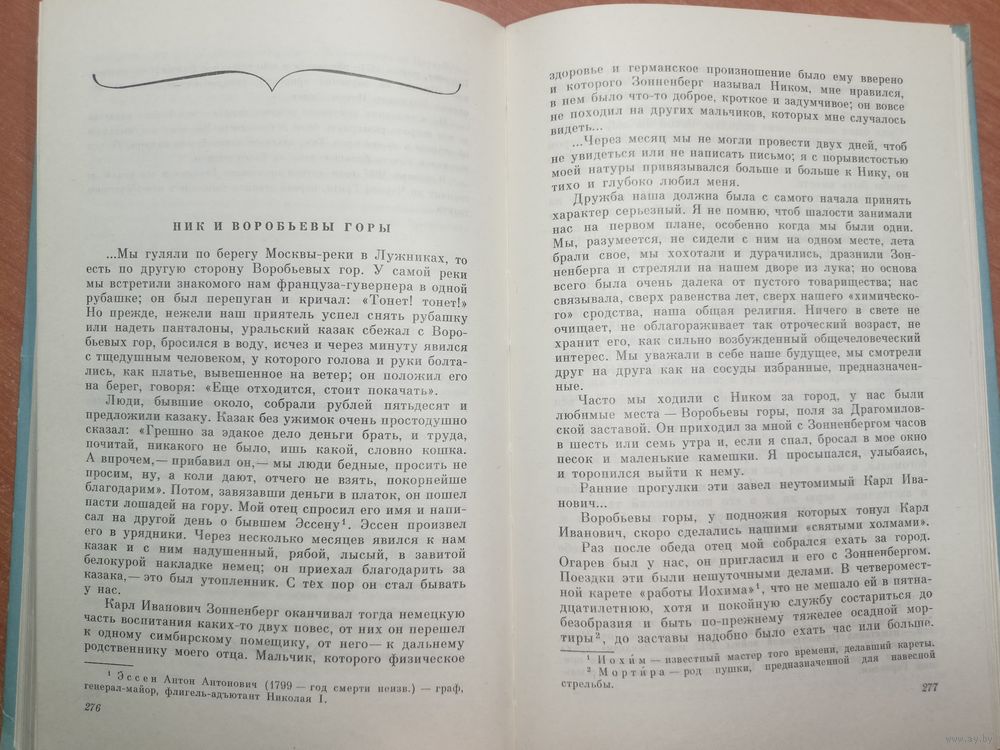 НИК И ВОРОБЬЕВЫ ГОРЫ
...Мы гуляли по берегу Москвы-реки в Лужниках, то
есть по другую сторону Воробьевых гор. У самой реки
мы встретили знакомого нам француза-гувернера в одной
рубашке; он был перепуган и кричал: «Тонет! тонет!»
Но прежде, нежели наш приятель успел снять рубашку
или надеть панталоны, уральский казак сбежал с Воро-
бьевых гор, бросился в воду, исчез и через минуту явился
с тщедушным человеком, у которого голова и руки болта-
лись, как платье, вывешенное на ветер; он положил его
на берег, говоря: «Еще отходится, стоит покачать».
Люди, бывшие около, собрали рублей пятьдесят и
предложили казаку. Казак без ужимок очень простодушно
сказал: «Грешно за эдакое дело деньги брать, и труда,
почитай, никакого не было, ишь какой, словно кошка.
А впрочем,— прибавил он,— мы люди бедные, просить не
просим, ну, а коли дают, отчего не взять, покорнейше
благодарим». Потом, завязавши деньги в платок, он пошел
пасти лошадей на гору. Мой отец спросил его имя и напи-
сал на другой день о бывшем Эссену¹. Эссен произвел
его в урядники. Через несколько месяцев явился к нам
казак и с ним надушенный, рябой, лысый, в завитой
белокурой накладке немец; он приехал благодарить за
казака,— это был утопленник. С тех пор он стал бывать
у нас.
Карл Иванович Зонненберг оканчивал тогда немецкую
часть воспитания каких-то двух повес, от них он перешел
к одному симбирскому помещику, от него— к дальнему
родственнику моего отца. Мальчик, которого физическое
¹ Эссен Антон Антонович (1799 — год смерти неизв.) — граф,
генерал-майор, флигель-адъютант Николая I.
276
здоровье и германское произношение было ему вверено
и которого Зонненберг называл Ником, мне нравился,
в нем было что-то доброе, кроткое и задумчивое; он вовсе
не походил на других мальчиков, которых мне случалось
видеть...
...Через месяц мы не могли провести двух дней, чтоб
не увидеться или не написать письмо; я с порывистостью
моей натуры привязывался больше и больше к Нику, он
тихо и глубоко любил меня.
Дружба наша должна была с самого начала принять
характер серьезный. Я не помню, чтоб шалости занимали
нас на первом плане, особенно когда мы были одни.
Мы, разумеется, не сидели с ним на одном месте, лета
брали свое, мы хохотали и дурачились, дразнили Зон-
ненберга и стреляли на нашем дворе из лука; но основа
всего была очень далека от пустого товарищества; нас
связывала, сверх равенства лет, сверх нашего «химическо-
го» сродства, наша общая религия. Ничего в свете не
очищает, не облагораживает так отроческий возраст, не
хранит его, как сильно возбужденный общечеловеческий
интерес. Мы уважали в себе наше будущее, мы смотрели
друг на друга как на сосуды избранные, предназначен-
ные.
Часто мы ходили с Ником за город, у нас были
любимые места — Воробьевы горы, поля за Драгомилов-
ской заставой. Он приходил за мной с Зонненбергом часов
в шесть или семь утра и, если я спал, бросал в мое окно
песок и маленькие камешки. Я просыпался, улыбаясь,
и торопился выйти к нему.
Ранние прогулки эти завел неутомимый Карл Ива-
нович...
Воробьевы горы, у подножия которых тонул Карл
Иванович, скоро сделались нашими «святыми холмами».
Раз после обеда отец мой собрался ехать за город.
Огарев был у нас, он пригласил и его с Зонненбергом.
Поездки эти были нешуточными делами. В четверомест-
ной карете «работы Иохима»¹, что не мешало ей в пятна-
дцатилетнюю, хотя и покойную службу состариться до
безобразия и быть по-прежнему тяжелее осадной мор-
тиры², до заставы надобно было ехать час или больше.
¹ Иохи́м — известный мастер того времени, делавший кареты.
² Морти́ра — род пушки, предназначенной для навесной
стрельбы.
277
www.ay.by